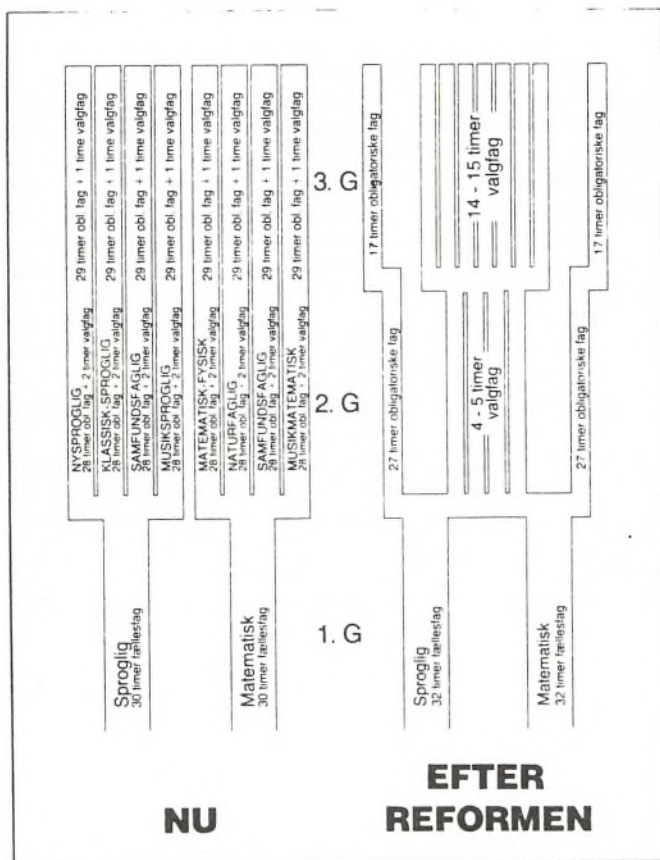 29 timer obl. fag + 1 time valgfag
29 timer obl. fag + 1 time valgfag
29 timer obl. fag + 1 time valgfag
29 timer obl. fag + 1 time valgfag
29 timer obl. fag + 1 time valgfag
29 timer obl. fag + 1 time valgfag
29 timer obl. fag + 1 time valgfag
29 timer obl. fag + 1 time valgfag
3. G
17 timer obligatoriske fag
14 - 15 timer
valgfag
17 timer obligatoriske fag
NYSPROGLIG
28 timer obl. fag + 2 timer valgfag
KLASSISK-SPROGLIG
28 timer obl. fag + 2 timer valgfag
SAMFUNDSFAGLIG
28 timer obl. fag + 2 timer valgfag
MUSIKSPROGLIG
28 timer obl. fag + 2 timer valgfag
MATEMATISK-FYSISK
28 timer obl. fag + 2 timer valgfag
NATURFAGLIG
28 timer obl. fag + 2 timer valgfag
SAMFUNDSFAGLIG
28 timer obl. fag + 2 timer valgfag
MUSIKMATEMATISK
28 timer obl. fag + 2 timer valgfag
2. G
27 timer obligatoriske fag
4 - 5 timer
valgfag
27 timer obligatoriske fag
Sproglig
30 timer fællesfag
Matematisk
30 timer fællesfag
1. G
Sproglig
32 timer fællesfag
Matematisk
32 timer fællesfag
NU
EFTER
REFORMEN